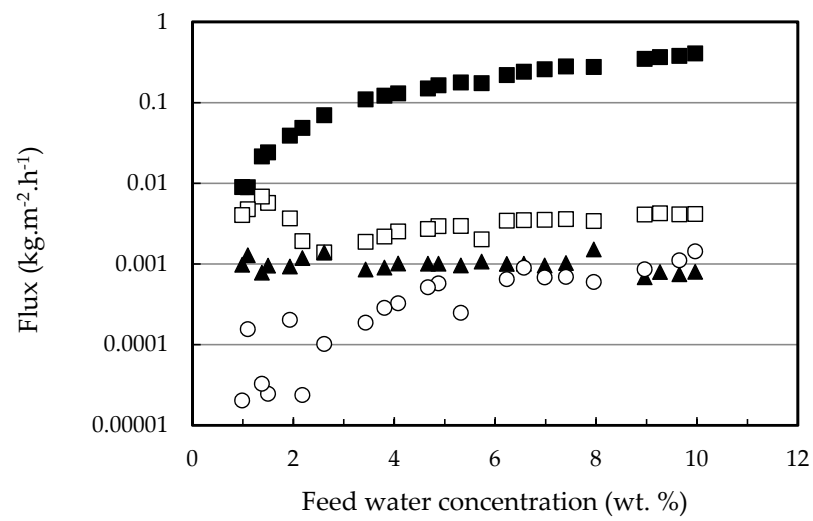 1
0.1
0.01
0.001
0.0001
0.00001
Flux (kg.m-2.h-1)
0 2 4 6 8 10 12
Feed water concentration (wt. %)